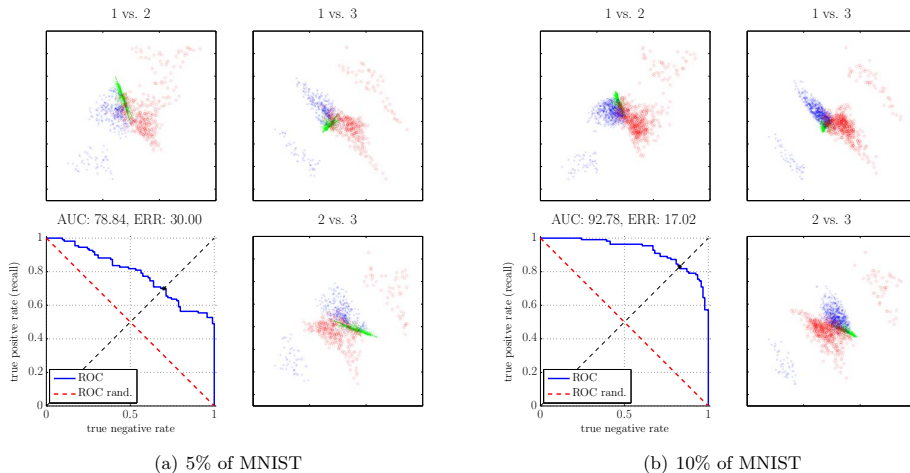 1 vs. 2
1 vs. 3
AUC: 78.84, ERR: 30.00
2 vs. 3
1
0.8
0.6
0.4
0.2
0
true positive rate (recall)
ROC
ROC rand.
0
0.5
1
true negative rate
(a) 5% of MNIST
1 vs. 2
1 vs. 3
AUC: 92.78, ERR: 17.02
2 vs. 3
1
0.8
0.6
0.4
0.2
0
true positive rate (recall)
ROC
ROC rand.
0
0.5
1
true negative rate
(b) 10% of MNIST